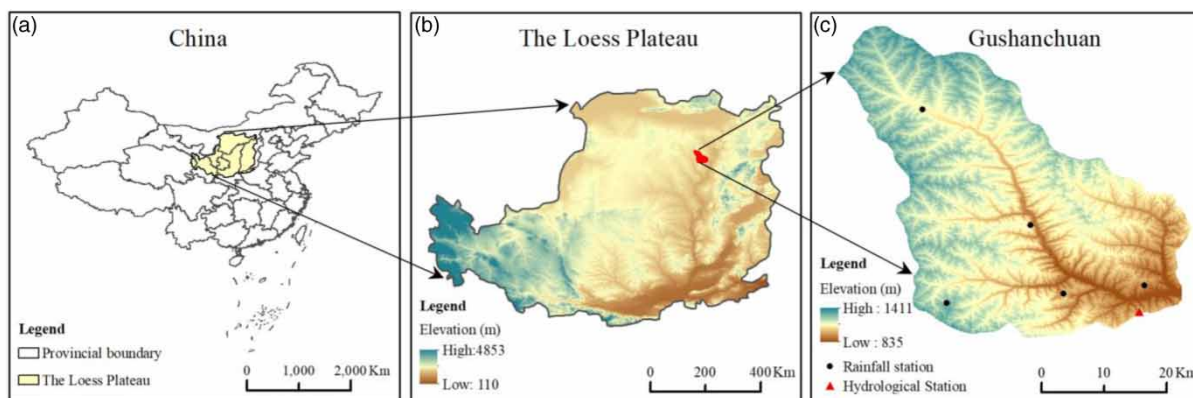 (a)
China
Legend
Provincial boundary
The Loess Plateau
0 1,000 2,000 Km
(b)
The Loess Plateau
Legend
Elevation (m)
High:4853
Low: 110
0 200 400 Km
(c)
Gushanchuan
Legend
Elevation (m)
High : 1411
Low : 835
Rainfall station
Hydrological Station
0 10 20 Km